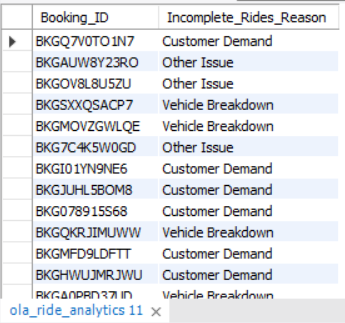 Booking_ID Incomplete_Rides_Reason
BKGQ7V0TO1N7 Customer Demand
BKGAUW8Y23RO Other Issue
BKGOV8L8U5ZU Other Issue
BKGSXXQSACP7 Vehicle Breakdown
BKGMOVZGWLQE Vehicle Breakdown
BKG7C4K5W0GD Other Issue
BKGI01YN9NE6 Customer Demand
BKGJUHL5BOM8 Customer Demand
BKG078915S68 Customer Demand
BKGQKRJIMUWW Vehicle Breakdown
BKGMFD9LDFTT Customer Demand
BKGHWUJMRJWU Customer Demand
BKGA0PBD37UD Vehicle Breakdown
ola_ride_analytics 11